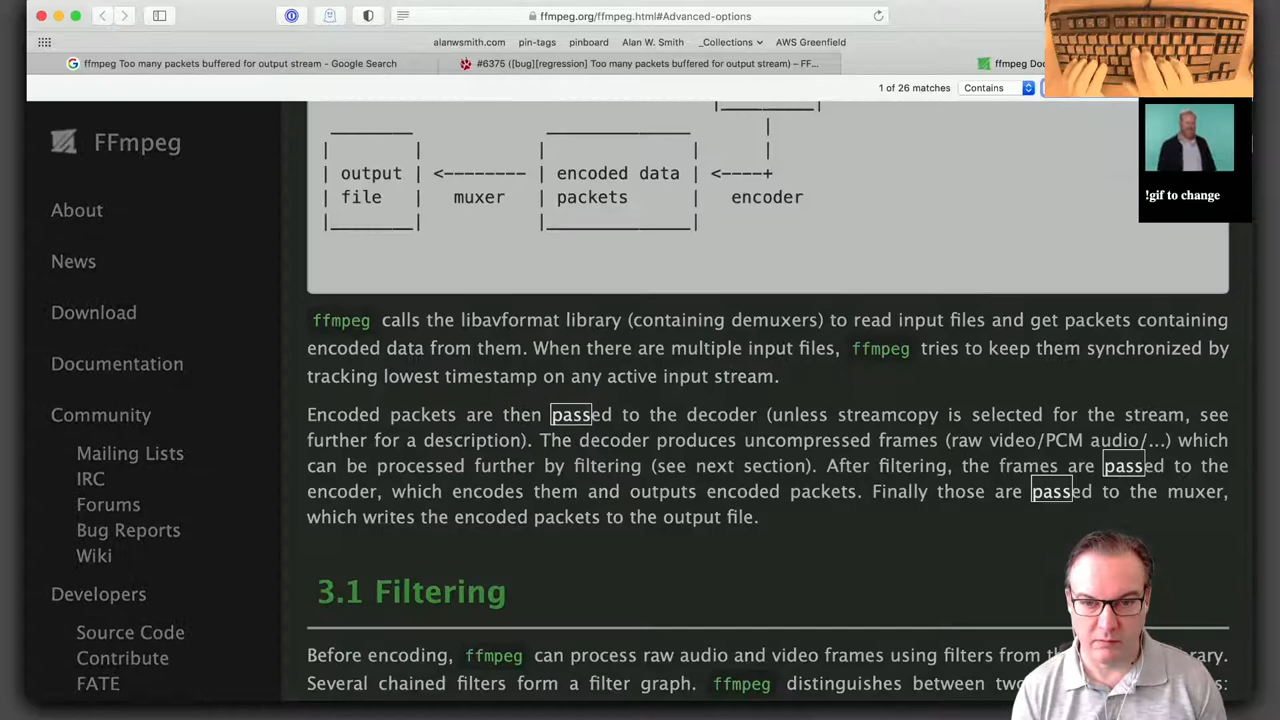 ffmpeg.org/ffmpeg.html#Advanced-options
alanwsmith.com pin-tags pinboard Alan W. Smith _Collections AWS Greenfield
ffmpeg Too many packets buffered for output stream - Google Search
#6375 ([bug][regression] Too many packets buffered for output stream) – FF...
ffmpeg Do
1 of 26 matches Contains
!gif to change
FFmpeg
About
News
Download
Documentation
Community
Mailing Lists
IRC
Forums
Bug Reports
Wiki
Developers
Source Code
Contribute
FATE
output
file
<--------
muxer
encoded data
packets
<----+
encoder
ffmpeg calls the libavformat library (containing demuxers) to read input files and get packets containing
encoded data from them. When there are multiple input files, ffmpeg tries to keep them synchronized by
tracking lowest timestamp on any active input stream.
Encoded packets are then passed to the decoder (unless streamcopy is selected for the stream, see
further for a description). The decoder produces uncompressed frames (raw video/PCM audio/...) which
can be processed further by filtering (see next section). After filtering, the frames are passed to the
encoder, which encodes them and outputs encoded packets. Finally those are passed to the muxer,
which writes the encoded packets to the output file.
3.1 Filtering
Before encoding, ffmpeg can process raw audio and video frames using filters from
Several chained filters form a filter graph. ffmpeg distinguishes between